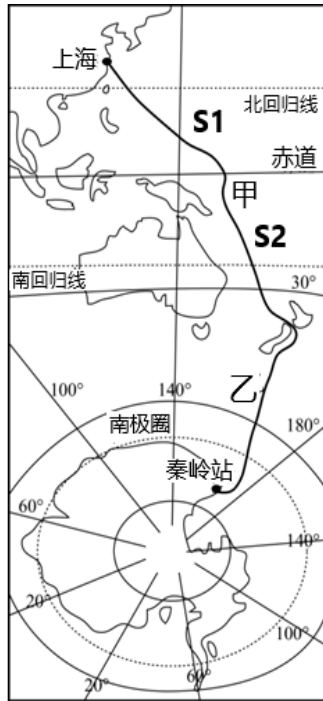 上海
北回归线
S1
赤道
甲
S2
南回归线
30°
乙
100°
140°
南极圈
180°
秦岭站
60°
140°
20°
100°
20°
60°